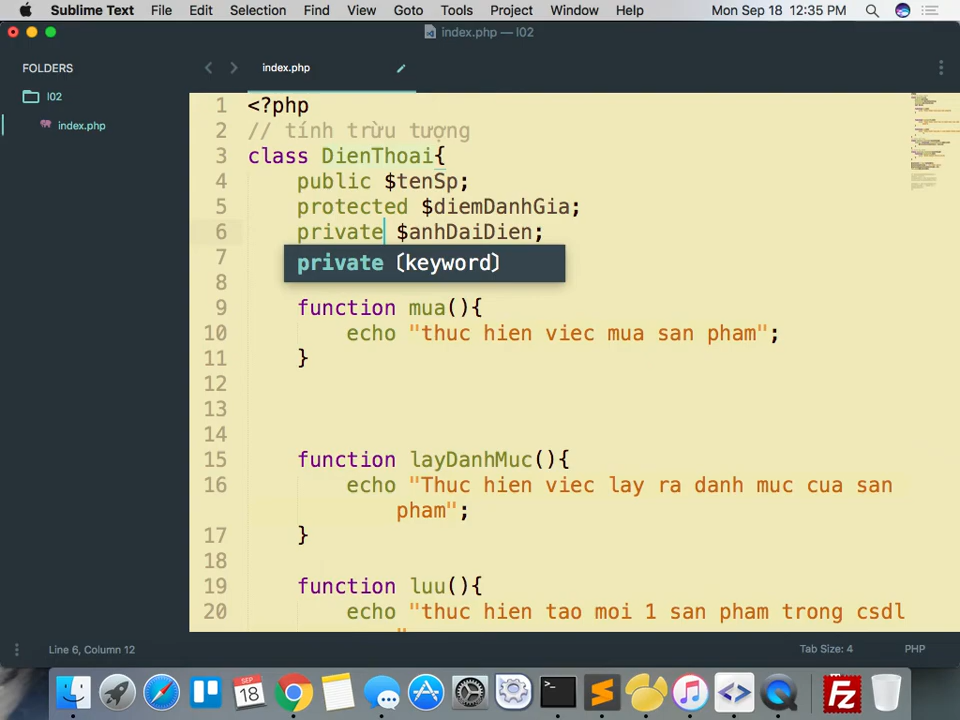 Sublime Text File Edit Selection Find View Goto Tools Project Window Help Mon Sep 18 12:35 PM
index.php — l02
FOLDERS
l02
index.php
index.php
1 <?php
2 // tính trừu tượng
3 class DienThoai{
4 public $tenSp;
5 protected $diemDanhGia;
6 private $anhDaiDien;
7 private (keyword)
8
9 function mua(){
10 echo "thuc hien viec mua san pham";
11 }
12
13
14
15 function layDanhMuc(){
16 echo "Thuc hien viec lay ra danh muc cua san
pham";
17 }
18
19 function luu(){
20 echo "thuc hien tao moi 1 san pham trong csdl
"
Line 6, Column 12 Tab Size: 4 PHP
SEP
18
Fz